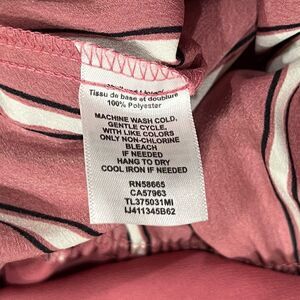 Tissu de base et doublure
100% Polyester
MACHINE WASH COLD,
GENTLE CYCLE,
WITH LIKE COLORS
ONLY NON-CHLORINE
BLEACH
IF NEEDED
HANG TO DRY
COOL IRON IF NEEDED
RN58665
CA57963
TL375031MI
IJ411345B62